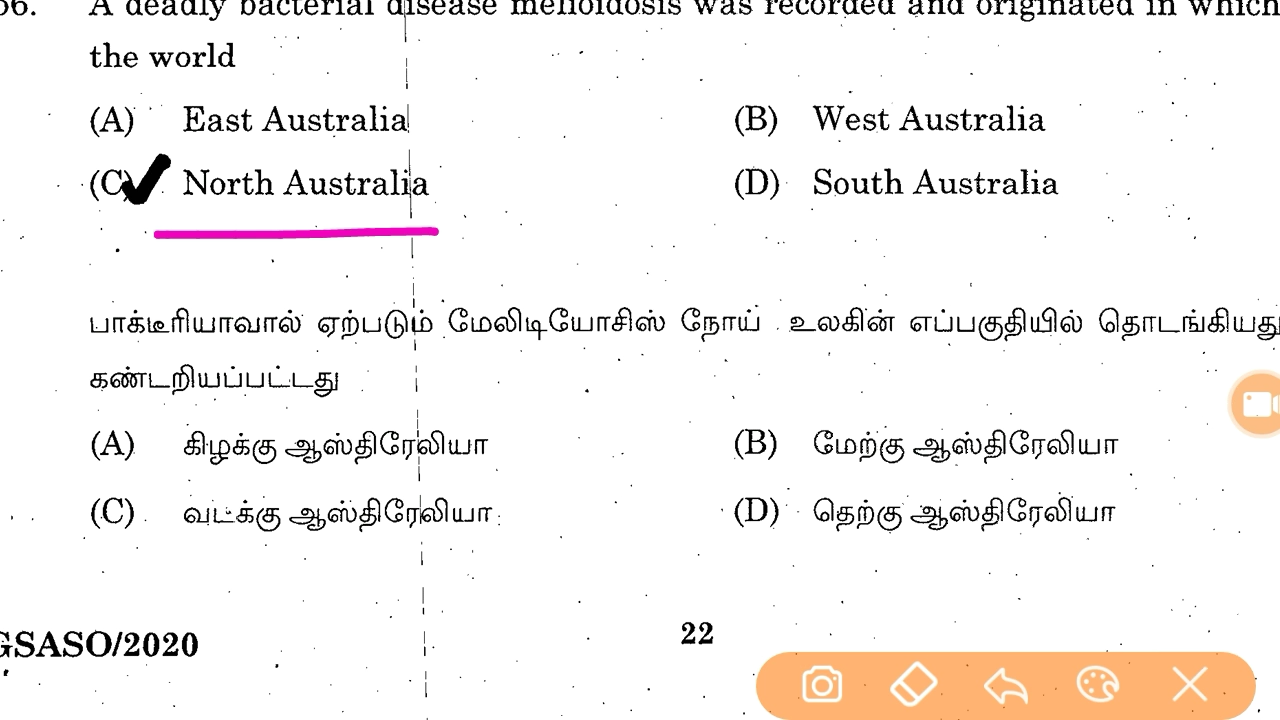 56. A deadly bacterial disease melioidosis was recorded and originated in which
the world
(A) East Australia (B) West Australia
(C) North Australia (D) South Australia
பாக்டீரியாவால் ஏற்படும் மேலிடியோசிஸ் நோய் உலகின் எப்பகுதியில் தொடங்கியது
கண்டறியப்பட்டது
(A) கிழக்கு ஆஸ்திரேலியா (B) மேற்கு ஆஸ்திரேலியா
(C) வடக்கு ஆஸ்திரேலியா (D) தெற்கு ஆஸ்திரேலியா
GSASO/2020 22